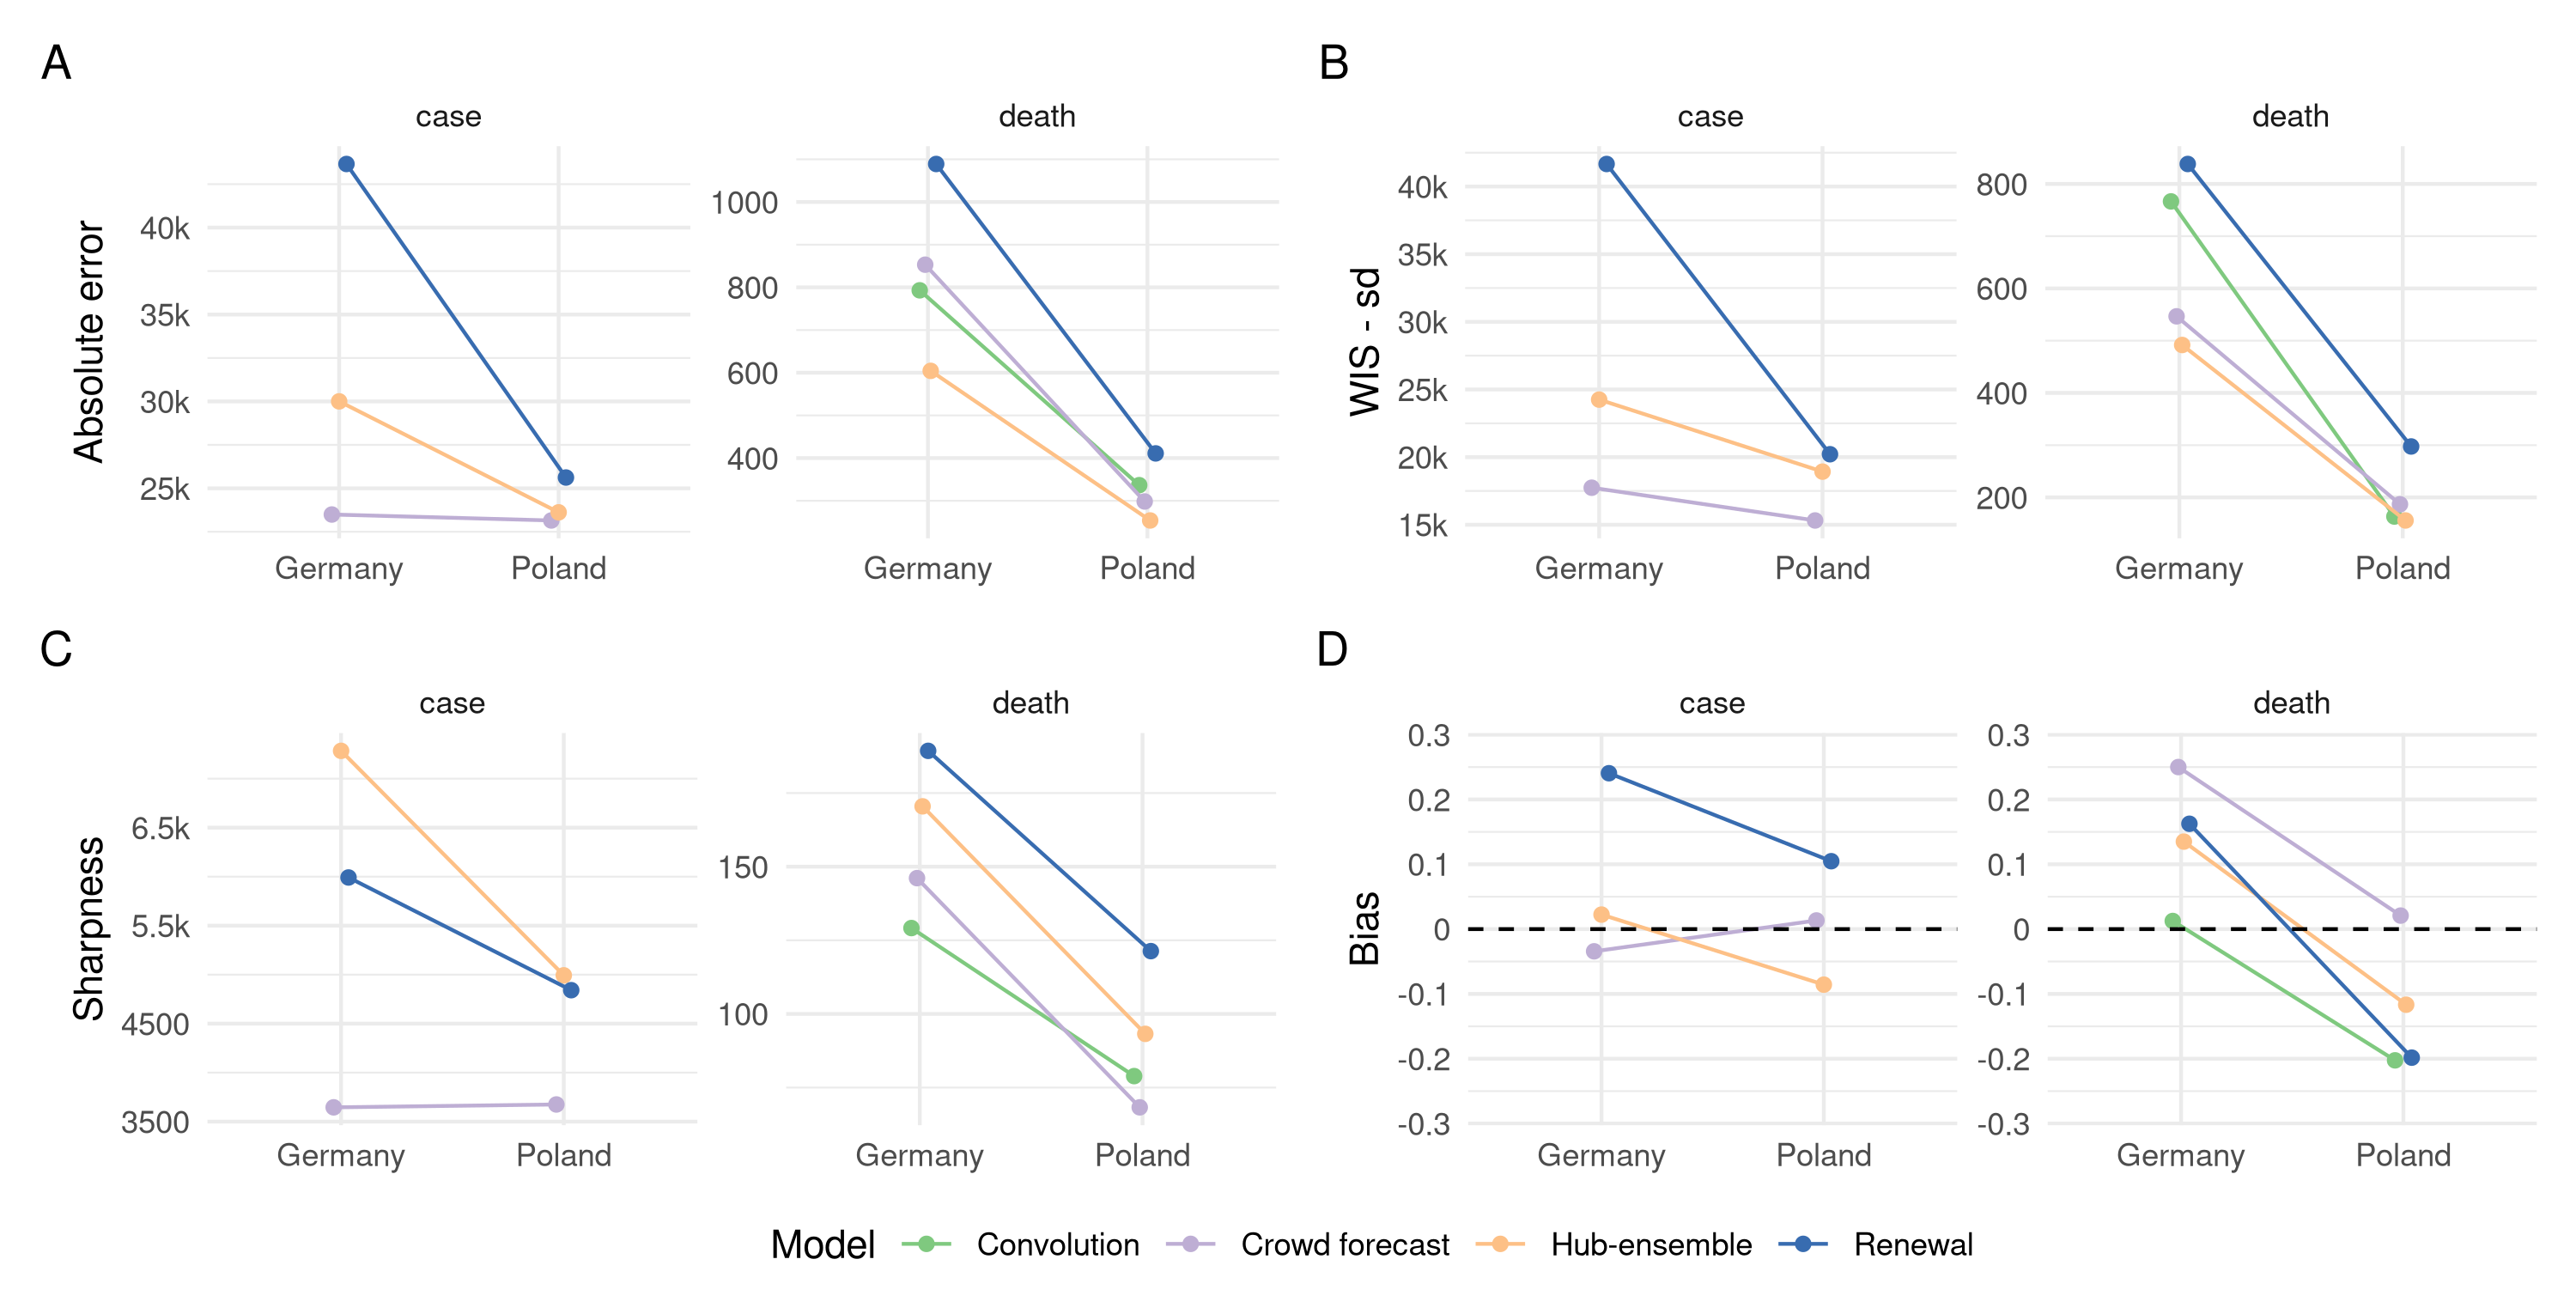 A
case
death
Absolute error
40k
35k
30k
25k
1000
800
600
400
Germany
Poland
Germany
Poland
B
case
death
WIS - sd
40k
35k
30k
25k
20k
15k
800
600
400
200
Germany
Poland
Germany
Poland
C
case
death
Sharpness
6.5k
5.5k
4500
3500
150
100
Germany
Poland
Germany
Poland
D
case
death
Bias
0.3
0.2
0.1
0
-0.1
-0.2
-0.3
0.3
0.2
0.1
0
-0.1
-0.2
-0.3
Germany
Poland
Germany
Poland
Model Convolution Crowd forecast Hub-ensemble Renewal